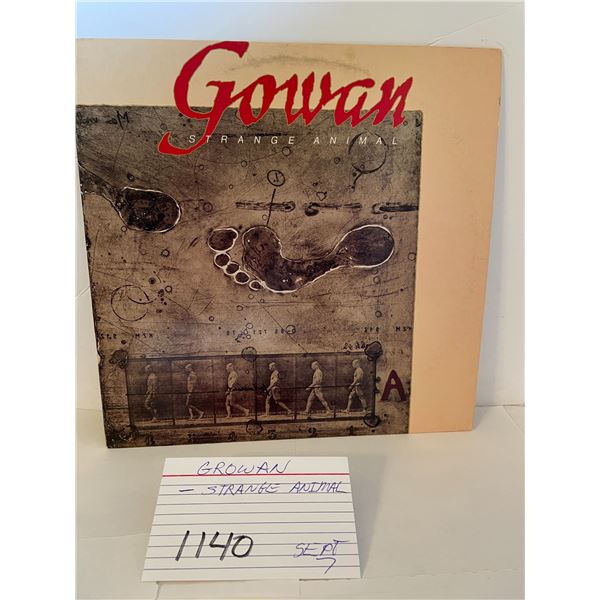 Gowan
STRANGE ANIMAL
A
GROWAN
- STRANGE ANIMAL
1140 SEPT
7